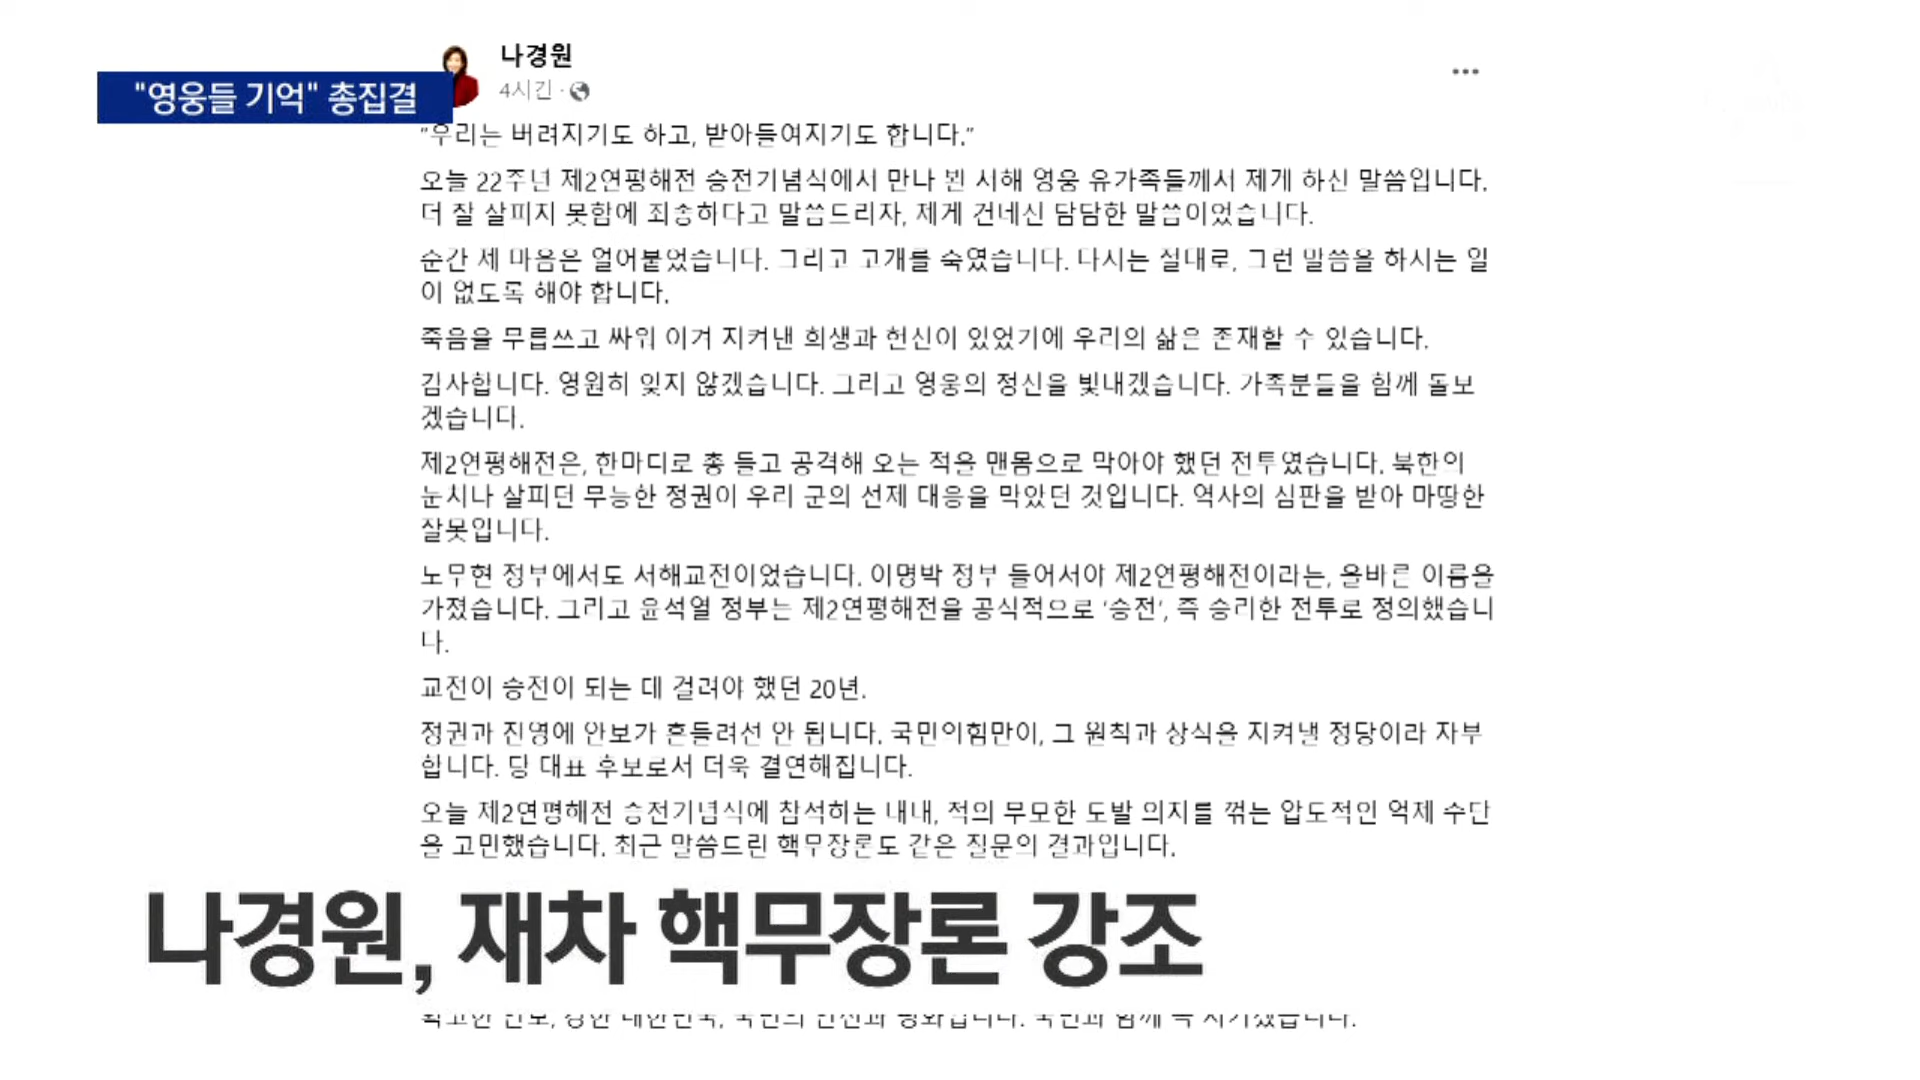 나경원
4시간 ·
"영웅들 기억" 총집결
“우리는 버려지기도 하고, 받아들여지기도 합니다.”
오늘 22주년 제2연평해전 승전기념식에서 만나 뵌 서해 영웅 유가족들께서 제게 하신 말씀입니다.
더 잘 살피지 못함에 죄송하다고 말씀드리자, 제게 건네신 담담한 말씀이었습니다.
순간 제 마음은 얼어붙었습니다. 그리고 고개를 숙였습니다. 다시는 절대로, 그런 말씀을 하시는 일
이 없도록 해야 합니다.
죽음을 무릅쓰고 싸워 이겨 지켜낸 희생과 헌신이 있었기에 우리의 삶은 존재할 수 있습니다.
감사합니다. 영원히 잊지 않겠습니다. 그리고 영웅의 정신을 빛내겠습니다. 가족분들을 함께 돌보
겠습니다.
제2연평해전은, 한마디로 총 들고 공격해 오는 적을 맨몸으로 막아야 했던 전투였습니다. 북한의
눈치나 살피던 무능한 정권이 우리 군의 선제 대응을 막았던 것입니다. 역사의 심판을 받아 마땅한
잘못입니다.
노무현 정부에서도 서해교전이었습니다. 이명박 정부 들어서야 제2연평해전이라는, 올바른 이름을
가졌습니다. 그리고 윤석열 정부는 제2연평해전을 공식적으로 ‘승전’, 즉 승리한 전투로 정의했습니
다.
교전이 승전이 되는 데 걸려야 했던 20년.
정권과 진영에 안보가 흔들려선 안 됩니다. 국민의힘만이, 그 원칙과 상식을 지켜낼 정당이라 자부
합니다. 당 대표 후보로서 더욱 결연해집니다.
오늘 제2연평해전 승전기념식에 참석하는 내내, 적의 무모한 도발 의지를 꺾는 압도적인 억제 수단
을 고민했습니다. 최근 말씀드린 핵무장론도 같은 질문의 결과입니다.
나경원, 재차 핵무장론 강조